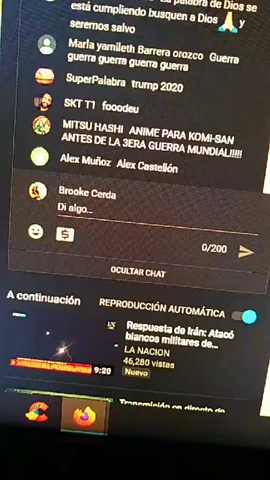 La palabra de Dios se
está cumpliendo busquen a Dios 🙏 y
seremos salvo
Marla yamileth Barrera orozco Guerra
guerra guerra guerra guerra
SuperPalabra trump 2020
SKT T1 fooodeu
MITSU HASHI ANIME PARA KOMI-SAN
ANTES DE LA 3ERA GUERRA MUNDIAL!!!!!
Alex Muñoz Alex Castellón
Brooke Cerda
Di algo...
0/200
OCULTAR CHAT
A continuación
REPRODUCCIÓN AUTOMÁTICA
Respuesta de Irán: Atacó
blancos militares de...
LA NACION
46,280 vistas
Nuevo
9:20
Transmisión en directo de